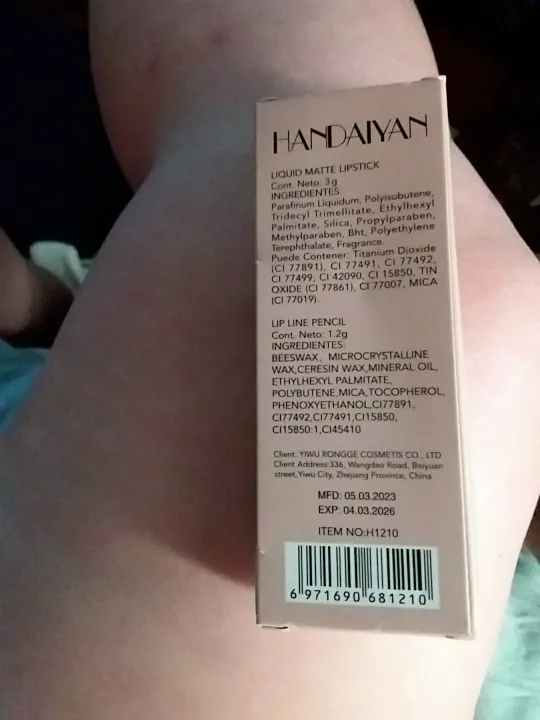 HANDAIYAN
LIQUID MATTE LIPSTICK
Cont. Neto: 3g
INGREDIENTES:
Parafinum Liquidum, Polyisobutene,
Tridecyl Trimellitate, Ethylhexyl
Palmitate, Silica, Propylparaben,
Methylparaben, Bht, Polyethylene
Terephthalate, Fragrance.
Puede Contener: Titanium Dioxide
(CI 77891), CI 77491, CI 77492,
CI 77499, CI 42090, CI 15850, TIN
OXIDE (CI 77861), CI 77007, MICA
(CI 77019).
LIP LINE PENCIL
Cont. Neto: 1.2g
INGREDIENTES:
BEESWAX, MICROCRYSTALLINE
WAX,CERESIN WAX,MINERAL OIL,
ETHYLHEXYL PALMITATE,
POLYBUTENE,MICA,TOCOPHEROL,
PHENOXYETHANOL,CI77891,
CI77492,CI77491,CI15850,
CI15850:1,CI45410
Client: YIWU RONGGE COSMETIS CO., LTD
Client Address:336, Wangdao Road, Beiyuan
street,Yiwu City, Zhejiang Province, China
MFD: 05.03.2023
EXP: 04.03.2026
ITEM NO:H1210
6 971690 681210